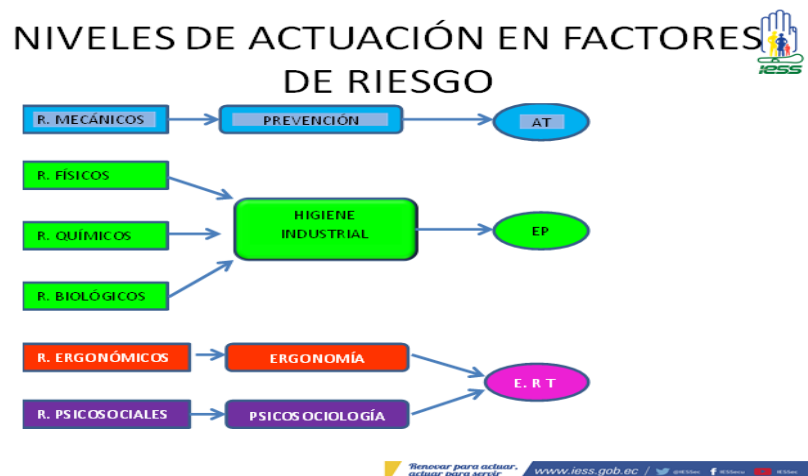 NIVELES DE ACTUACIÓN EN FACTORES
DE RIESGO
iess
R. MECÁNICOS
PREVENCIÓN
AT
R. FÍSICOS
R. QUÍMICOS
R. BIOLÓGICOS
HIGIENE
INDUSTRIAL
EP
R. ERGONÓMICOS
ERGONOMÍA
R. PSICOSOCIALES
PSICOSOCIOLOGÍA
E. R T
Renovar para actuar,
actuar para servir
www.iess.gob.ec /